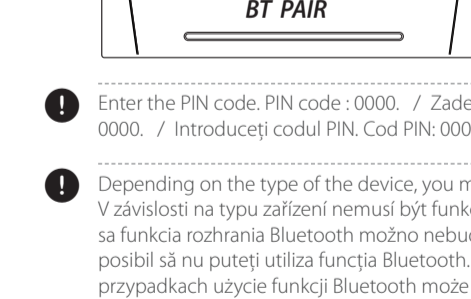 BT PAIR
Enter the PIN code. PIN code : 0000. / Zade
0000. / Introduceți codul PIN. Cod PIN: 000
Depending on the type of the device, you m
V závislosti na typu zařízení nemusí být funk
sa funkcia rozhrania Bluetooth možno nebu
posibil să nu puteți utiliza funcția Bluetooth.
przypadkach użycie funkcji Bluetooth może